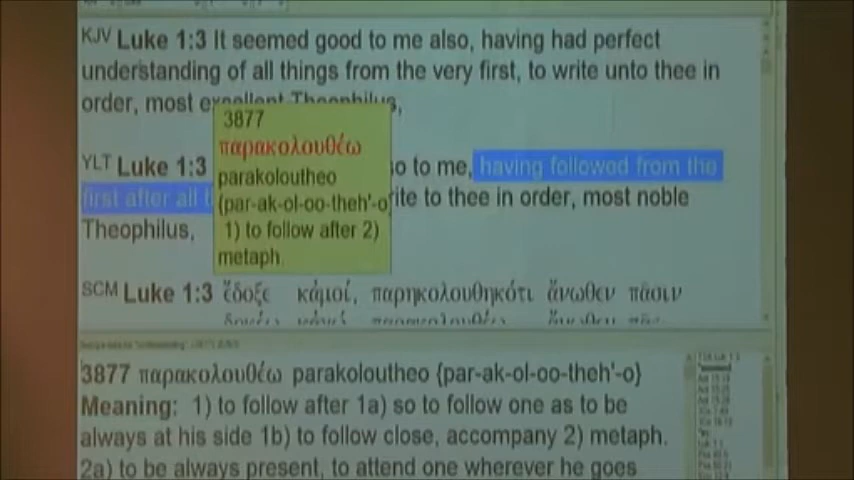 KJV Luke 1:3 It seemed good to me also, having had perfect
understanding of all things from the very first, to write unto thee in
order, most excellent Theophilus,
3877
παρακολουθέω
parakoloutheo
(par-ak-ol-oo-theh'-o
1) to follow after 2)
metaph.
YLT Luke 1:3 so to me, having followed from the
first after all rite to thee in order, most noble
Theophilus,
SCM Luke 1:3 ἔδοξε κἀμοί, παρηκολουθηκότι ἄνωθεν πᾶσιν
3877 παρακολουθέω parakoloutheo {par-ak-ol-oo-theh'-o}
Meaning: 1) to follow after 1a) so to follow one as to be
always at his side 1b) to follow close, accompany 2) metaph.
2a) to be always present, to attend one wherever he goes